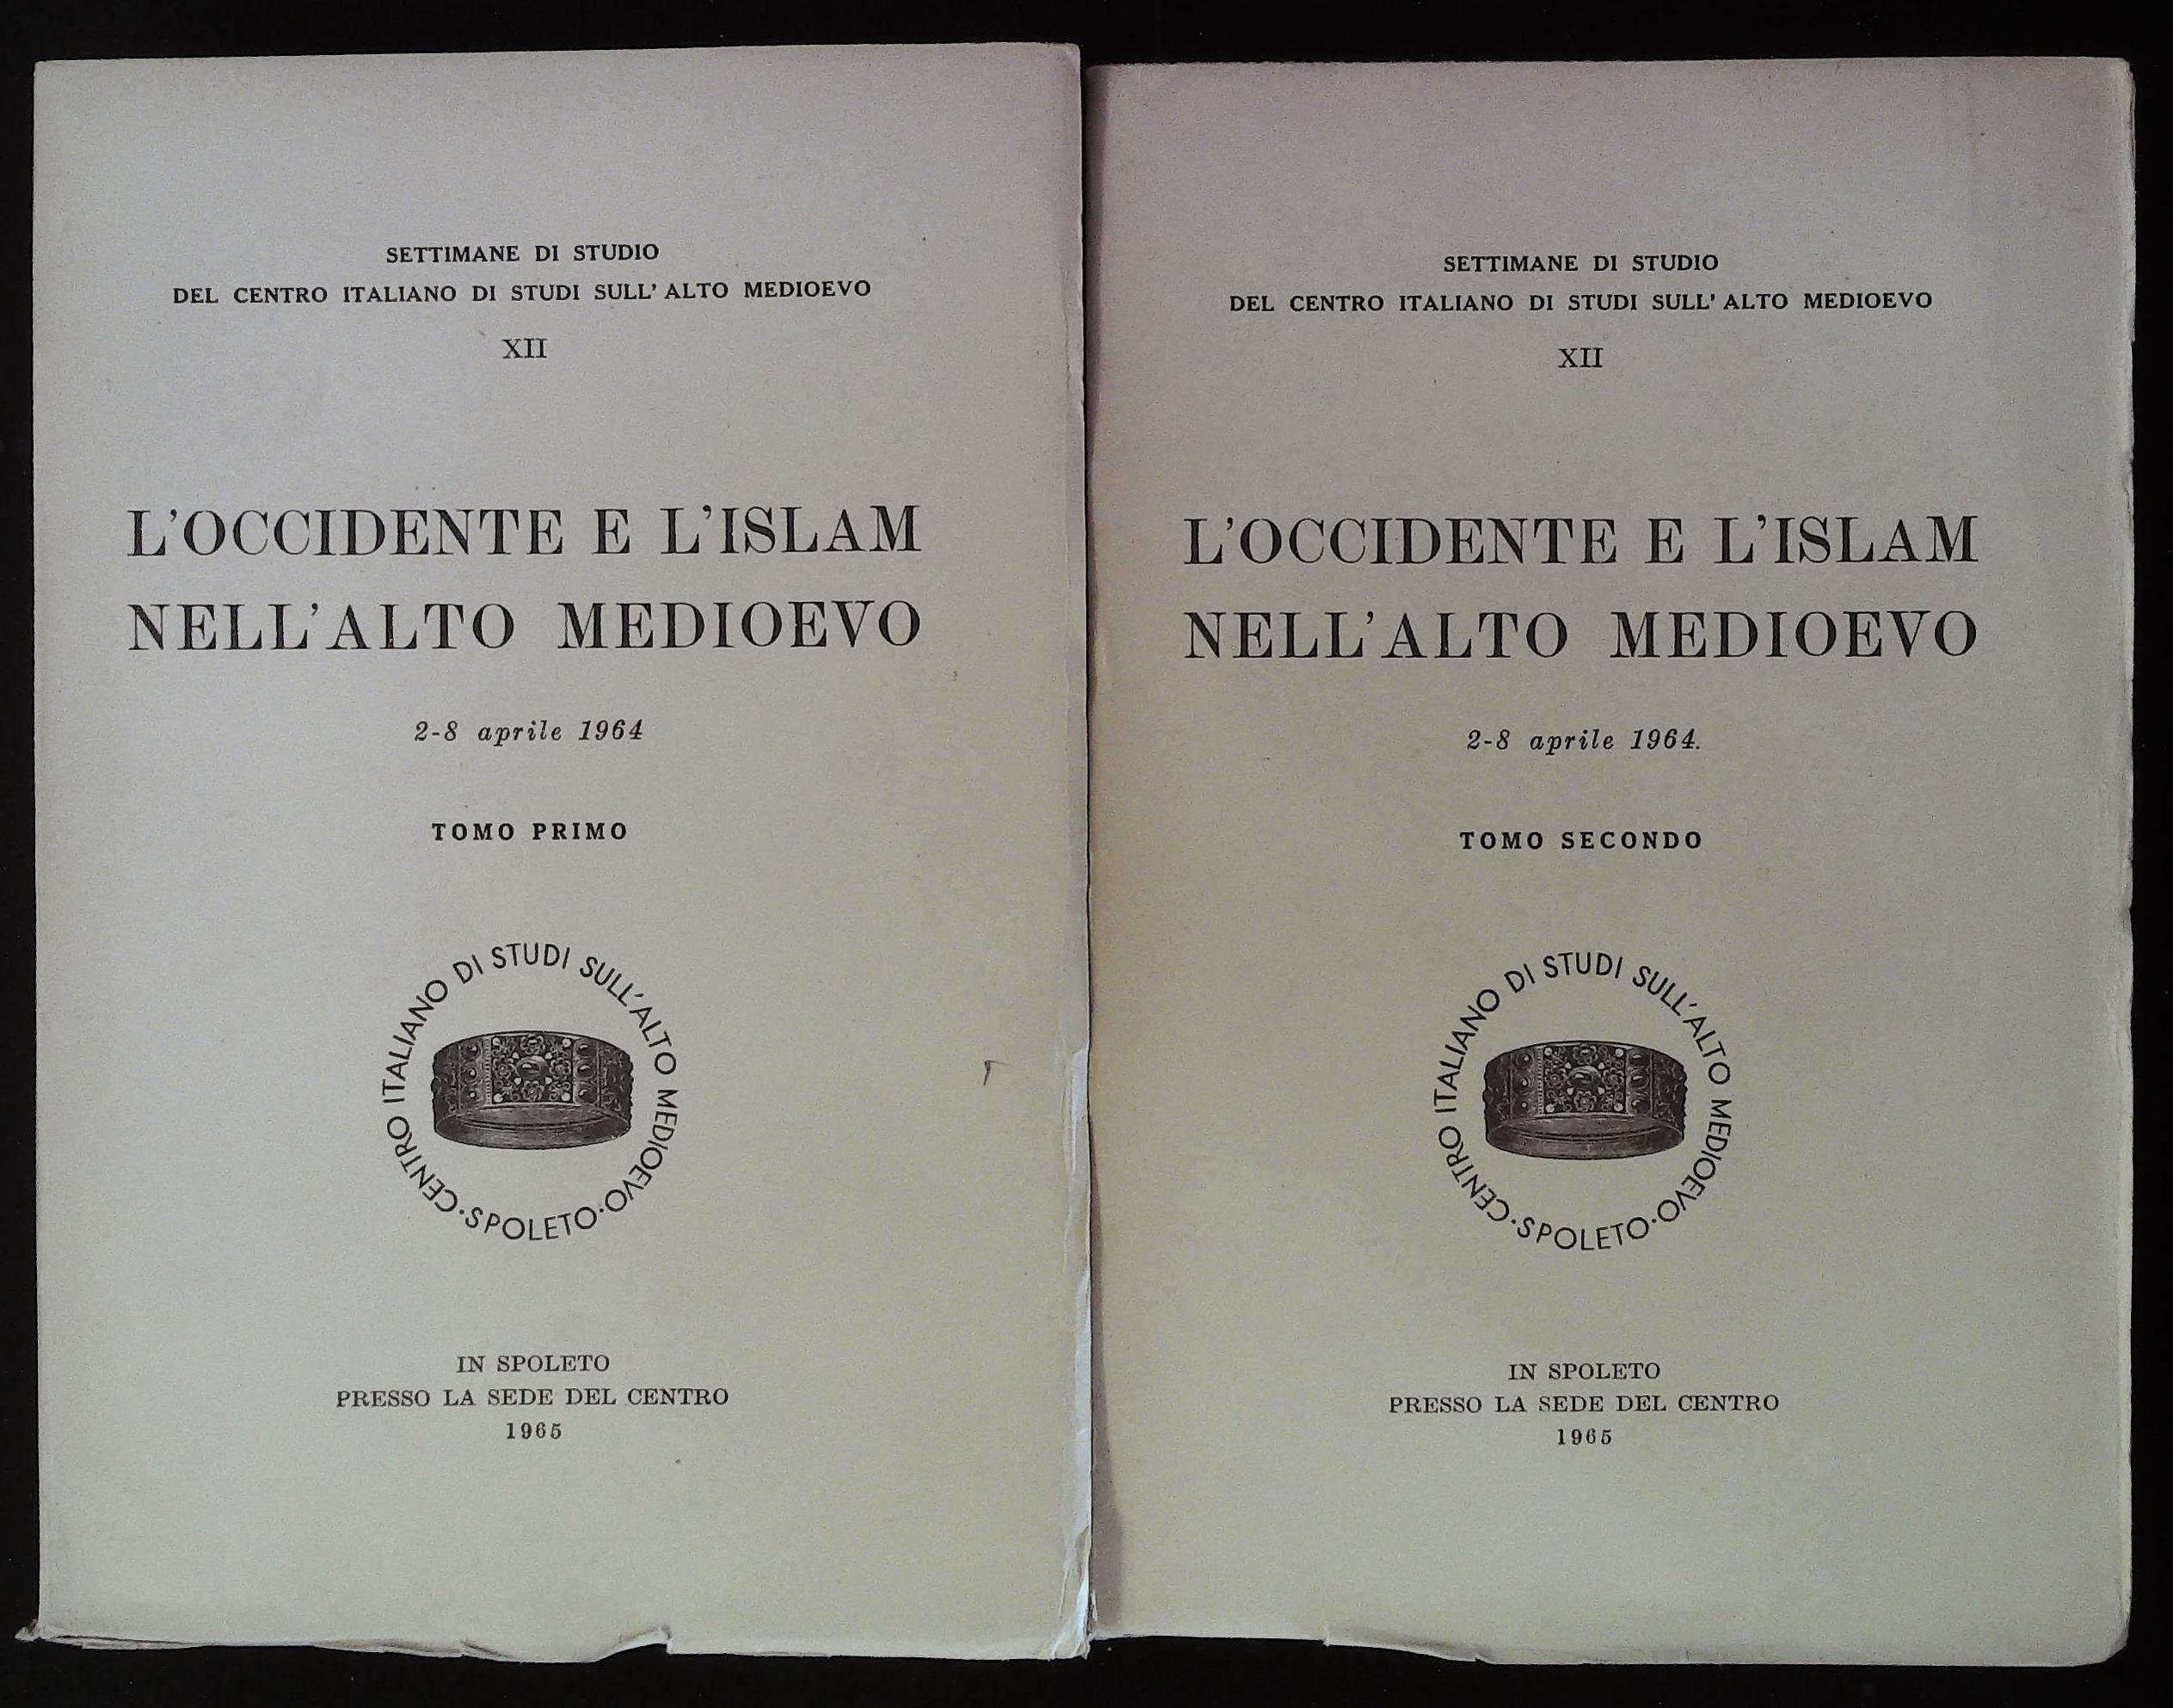 SETTIMANE DI STUDIO
DEL CENTRO ITALIANO DI STUDI SULL'ALTO MEDIOEVO
XII
L'OCCIDENTE E L'ISLAM
NELL'ALTO MEDIOEVO
2-8 aprile 1964
TOMO PRIMO
CENTRO ITALIANO DI STUDI SULL'ALTO MEDIOEVO · SPOLETO ·
IN SPOLETO
PRESSO LA SEDE DEL CENTRO
1965
SETTIMANE DI STUDIO
DEL CENTRO ITALIANO DI STUDI SULL'ALTO MEDIOEVO
XII
L'OCCIDENTE E L'ISLAM
NELL'ALTO MEDIOEVO
2-8 aprile 1964.
TOMO SECONDO
CENTRO ITALIANO DI STUDI SULL'ALTO MEDIOEVO · SPOLETO ·
IN SPOLETO
PRESSO LA SEDE DEL CENTRO
1965